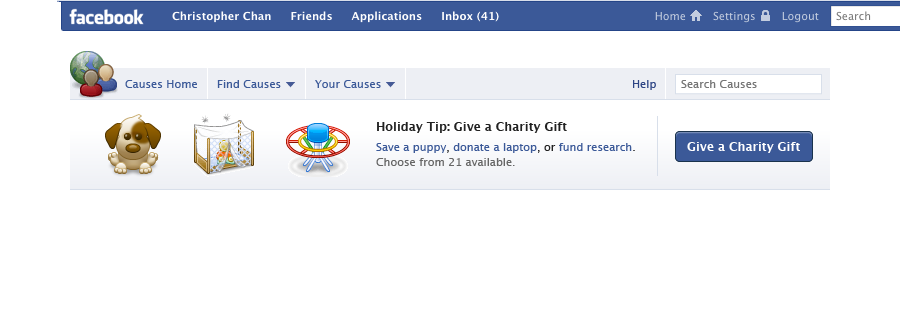 facebook Christopher Chan Friends Applications Inbox (41) Home Settings Logout Search
Causes Home Find Causes Your Causes Help Search Causes
Holiday Tip: Give a Charity Gift
Save a puppy, donate a laptop, or fund research.
Choose from 21 available.
Give a Charity Gift